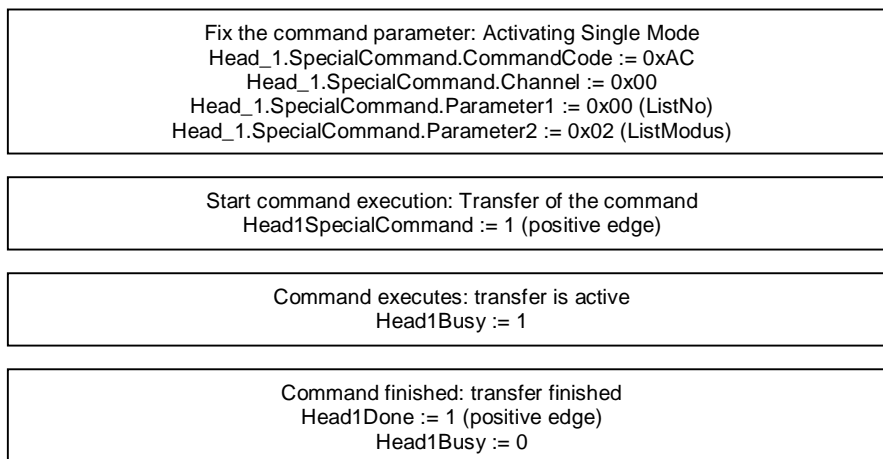 Fix the command parameter: Activating Single Mode
Head_1.SpecialCommand.CommandCode := 0xAC
Head_1.SpecialCommand.Channel := 0x00
Head_1.SpecialCommand.Parameter1 := 0x00 (ListNo)
Head_1.SpecialCommand.Parameter2 := 0x02 (ListModus)
Start command execution: Transfer of the command
Head1SpecialCommand := 1 (positive edge)
Command executes: transfer is active
Head1Busy := 1
Command finished: transfer finished
Head1Done := 1 (positive edge)
Head1Busy := 0